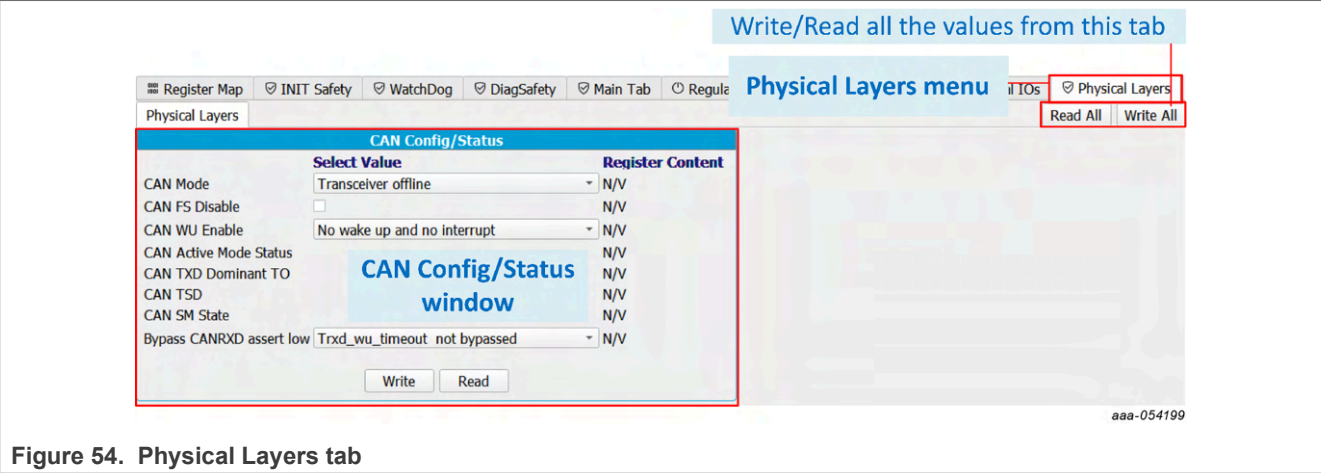 Write/Read all the values from this tab
Register Map INIT Safety WatchDog DiagSafety Main Tab Regula Physical Layers menu IOs Physical Layers
Physical Layers Read All Write All
CAN Config/Status
Select Value Register Content
CAN Mode Transceiver offline N/V
CAN FS Disable N/V
CAN WU Enable No wake up and no interrupt N/V
CAN Active Mode Status N/V
CAN TXD Dominant TO N/V
CAN TSD N/V
CAN SM State N/V
CAN Config/Status
window
Bypass CANRXD assert low Trxd_wu_timeout not bypassed N/V
Write Read
aaa-054199
Figure 54. Physical Layers tab